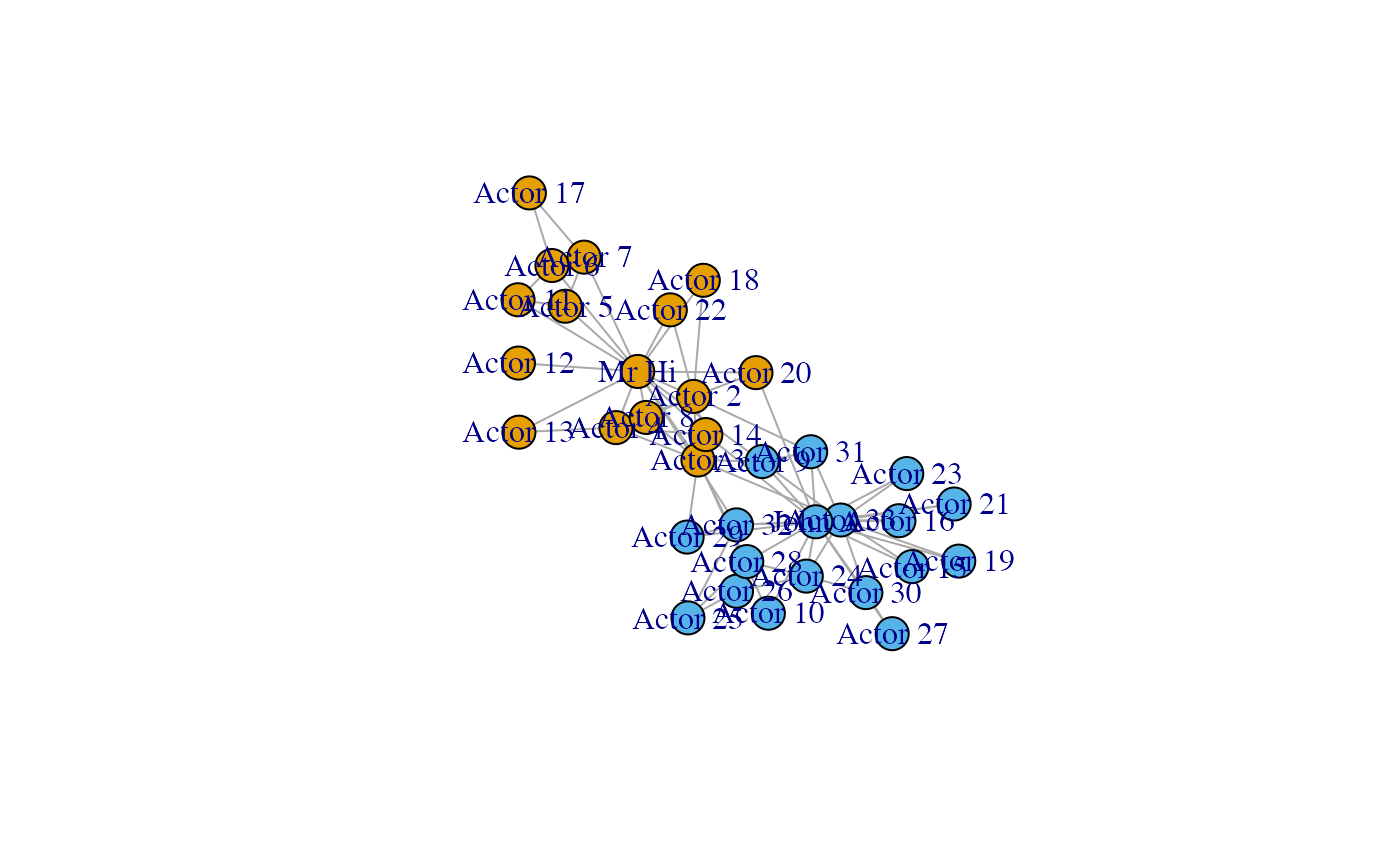 Actor 17
Actor 7
Actor 6
Actor 18
Actor 11
Actor 5
Actor 22
Actor 12
Mr Hi
Actor 20
Actor 2
Actor 8
Actor 13
Actor 4
Actor 14
Actor 3
Actor 9
Actor 31
Actor 23
Actor 21
Actor 32
John A
Actor 33
Actor 16
Actor 29
Actor 28
Actor 15
Actor 19
Actor 24
Actor 26
Actor 30
Actor 25
Actor 10
Actor 27